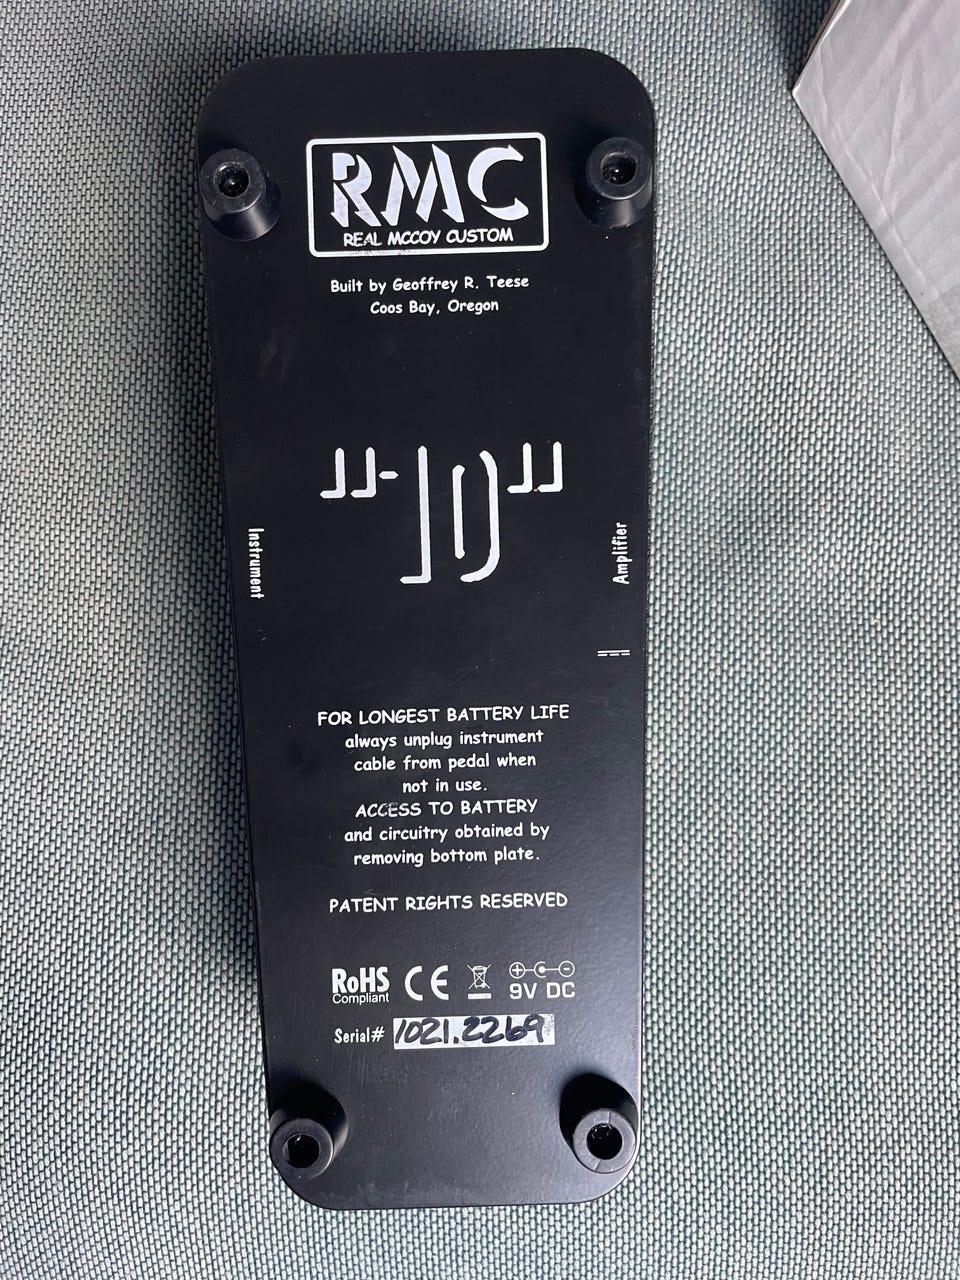 RMC
REAL MCCOY CUSTOM
Built by Geoffrey R. Teese
Coos Bay, Oregon
"-10"
Instrument
Amplifier
FOR LONGEST BATTERY LIFE
always unplug instrument
cable from pedal when
not in use.
ACCESS TO BATTERY
and circuitry obtained by
removing bottom plate.
PATENT RIGHTS RESERVED
RoHS
Compliant
CE
9V DC
Serial# 1021.2269